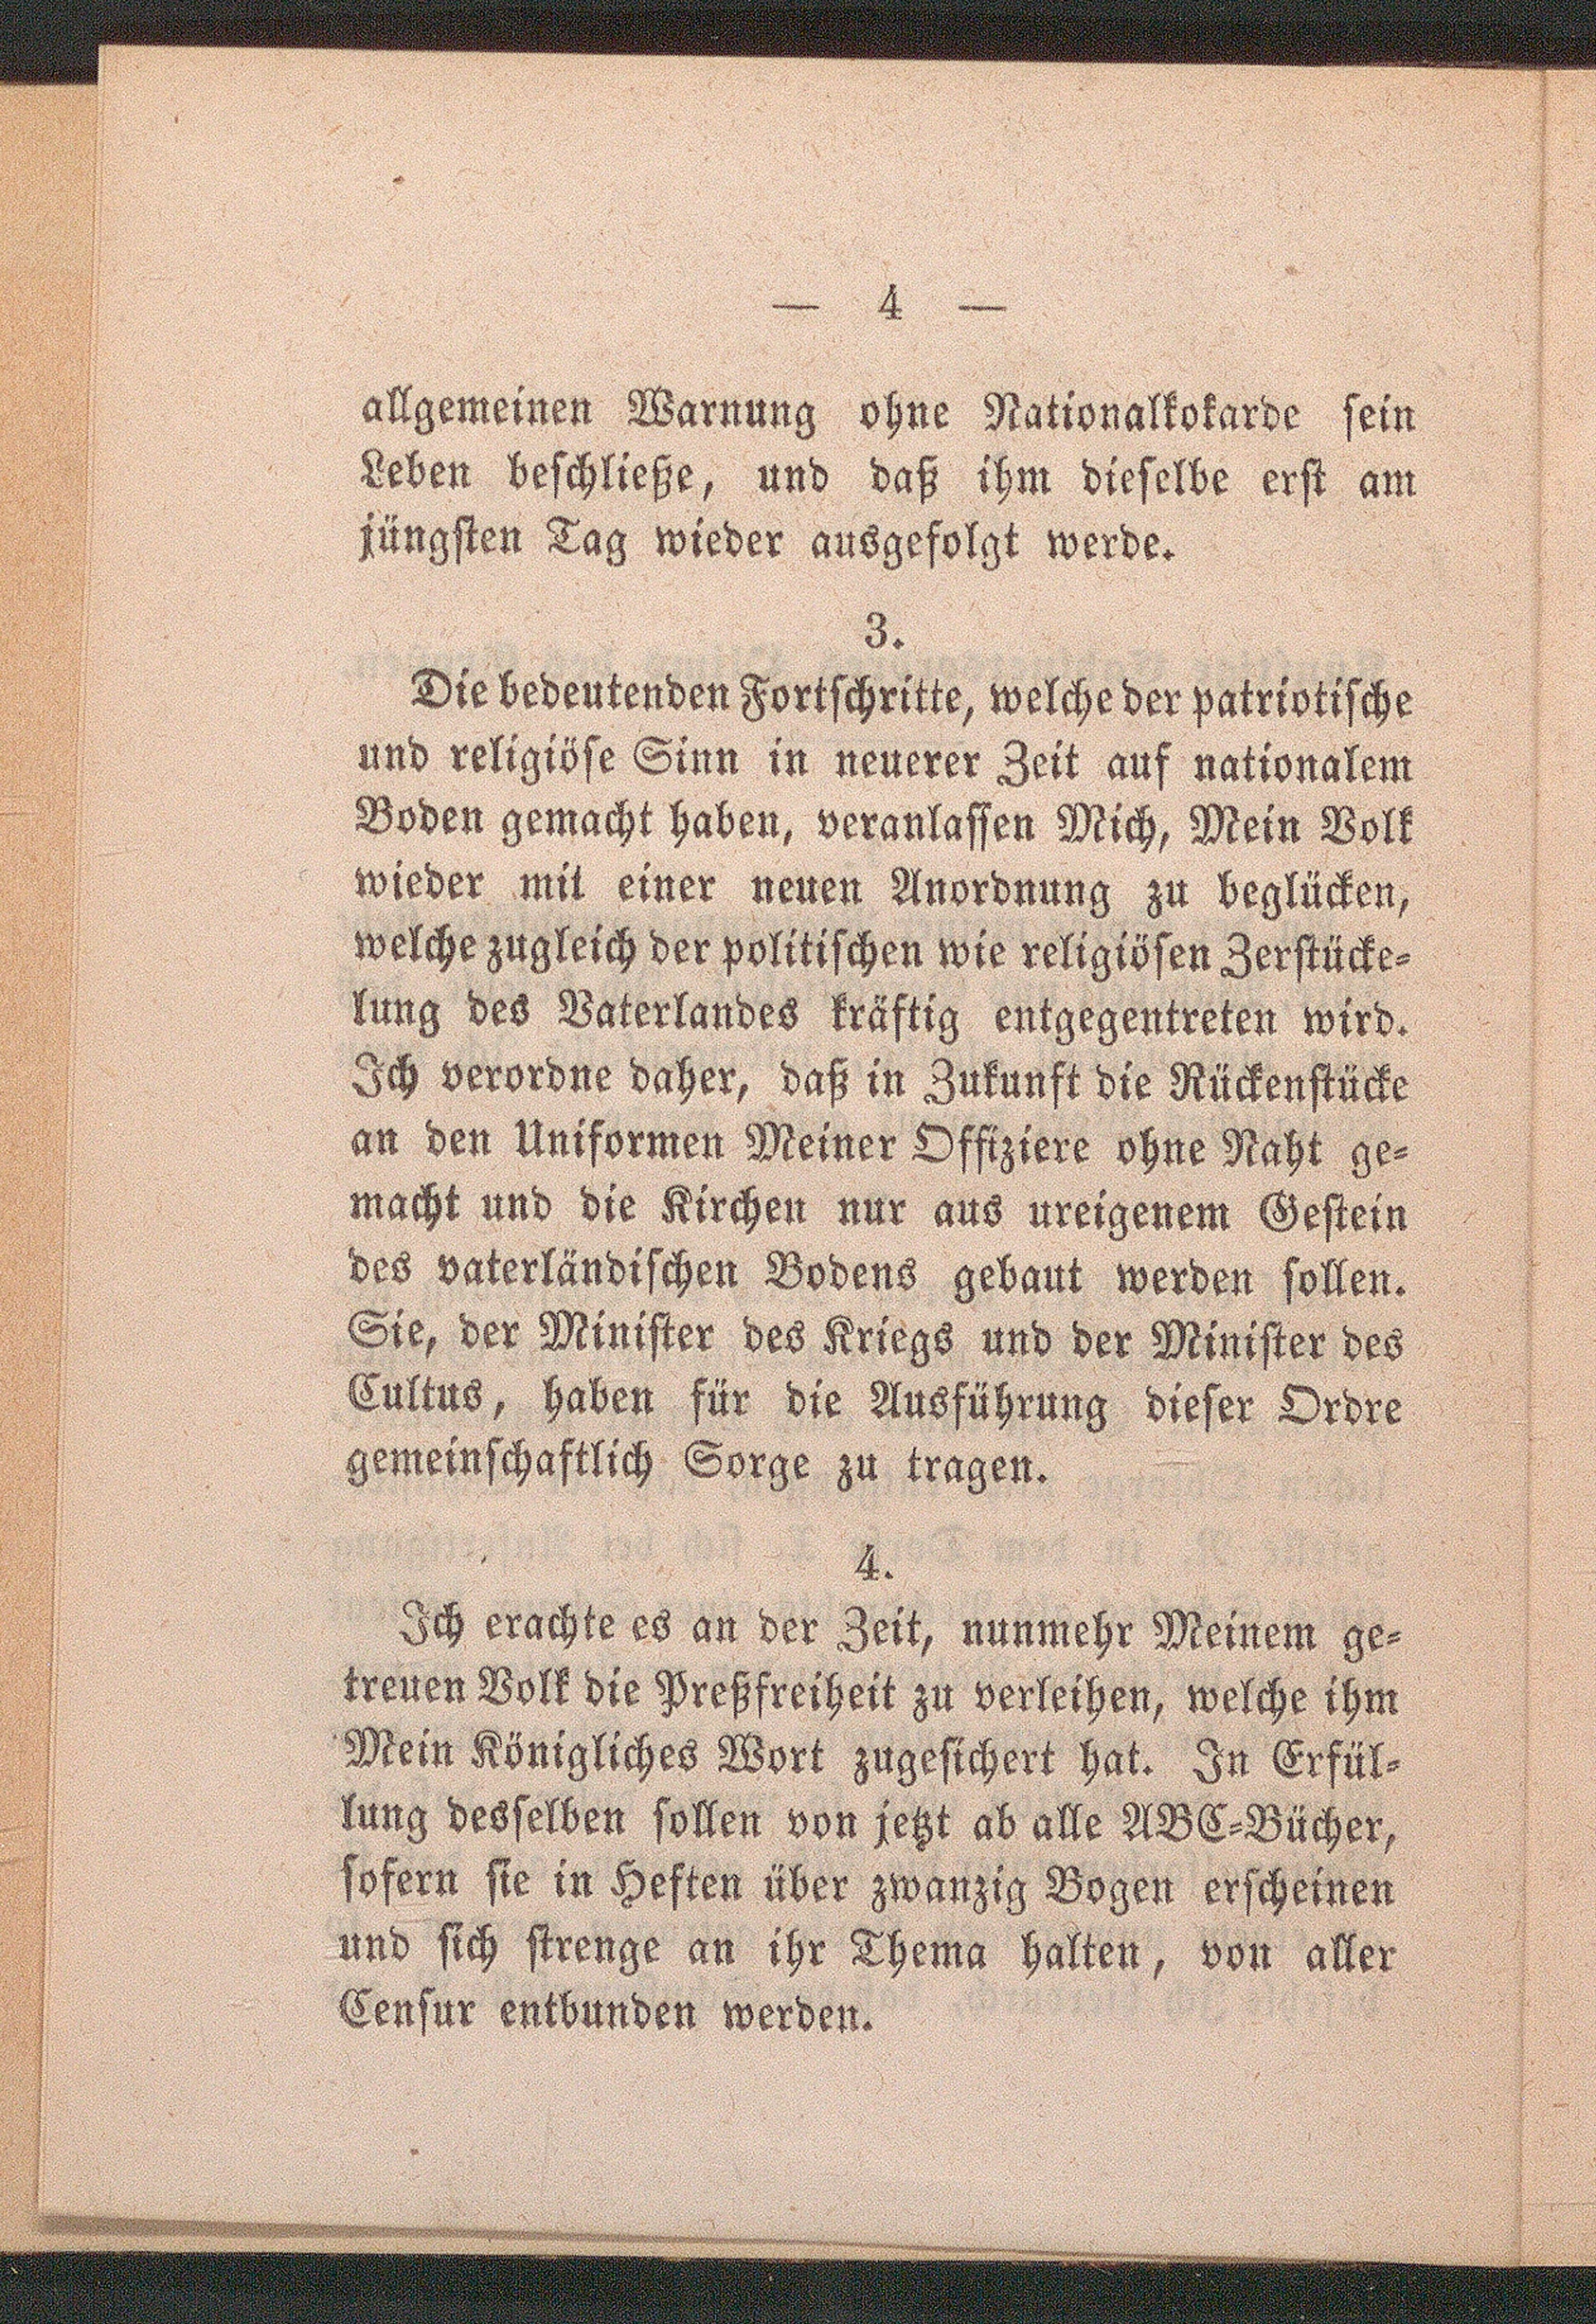 — 4 —
allgemeinen Warnung ohne Nationalkokarde sein
Leben beschließe, und daß ihm dieselbe erst am
jüngsten Tag wieder ausgefolgt werde.
3.
Die bedeutenden Fortschritte, welche der patriotische
und religiöse Sinn in neuerer Zeit auf nationalem
Boden gemacht haben, veranlassen Mich, Mein Volk
wieder mit einer neuen Anordnung zu beglücken,
welche zugleich der politischen wie religiösen Zerstücke-
lung des Vaterlandes kräftig entgegentreten wird.
Ich verordne daher, daß in Zukunft die Rückenstücke
an den Uniformen Meiner Offiziere ohne Naht ge-
macht und die Kirchen nur aus ureigenem Gestein
des vaterländischen Bodens gebaut werden sollen.
Sie, der Minister des Kriegs und der Minister des
Cultus, haben für die Ausführung dieser Ordre
gemeinschaftlich Sorge zu tragen.
4.
Ich erachte es an der Zeit, nunmehr Meinem ge-
treuen Volk die Preßfreiheit zu verleihen, welche ihm
Mein Königliches Wort zugesichert hat. In Erfül-
lung desselben sollen von jetzt ab alle ABC-Bücher,
sofern sie in Heften über zwanzig Bogen erscheinen
und sich strenge an ihr Thema halten, von aller
Censur entbunden werden.